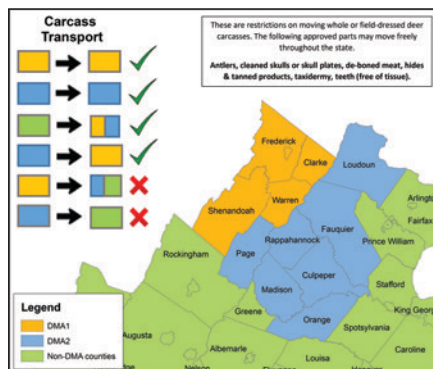 Carcass
Transport
These are restrictions on moving whole or field-dressed deer
carcasses. The following approved parts may move freely
throughout the state.
Antlers, cleaned skulls or skull plates, de-boned meat, hides
& tanned products, taxidermy, teeth (free of tissue).
Frederick
Clarke
Loudoun
Warren
Shenandoah
Arlingto
Fairfax
Fauquier
Rappahannock
Prince William
Rockingham
Page
Culpeper
Stafford
Madison
King Georg
Greene
Orange
Spotsylvania
Caroline
Albemarle
Louisa
Augusta
Nelson
Legend
DMA1
DMA2
Non-DMA counties